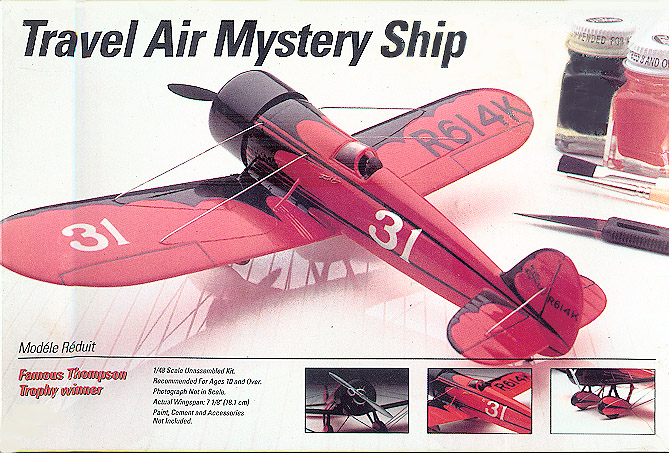 Travel Air Mystery Ship
R614K
31
31
R614K
Modéle Réduit
Famous Thompson
Trophy winner
1/48 Scale Unassembled Kit.
Recommended For Ages 10 and Over.
Photograph Not in Scale.
Actual Wingspan: 7 1/8" (18.1 cm)
Paint, Cement and Accessories
Not Included.
R614K
31